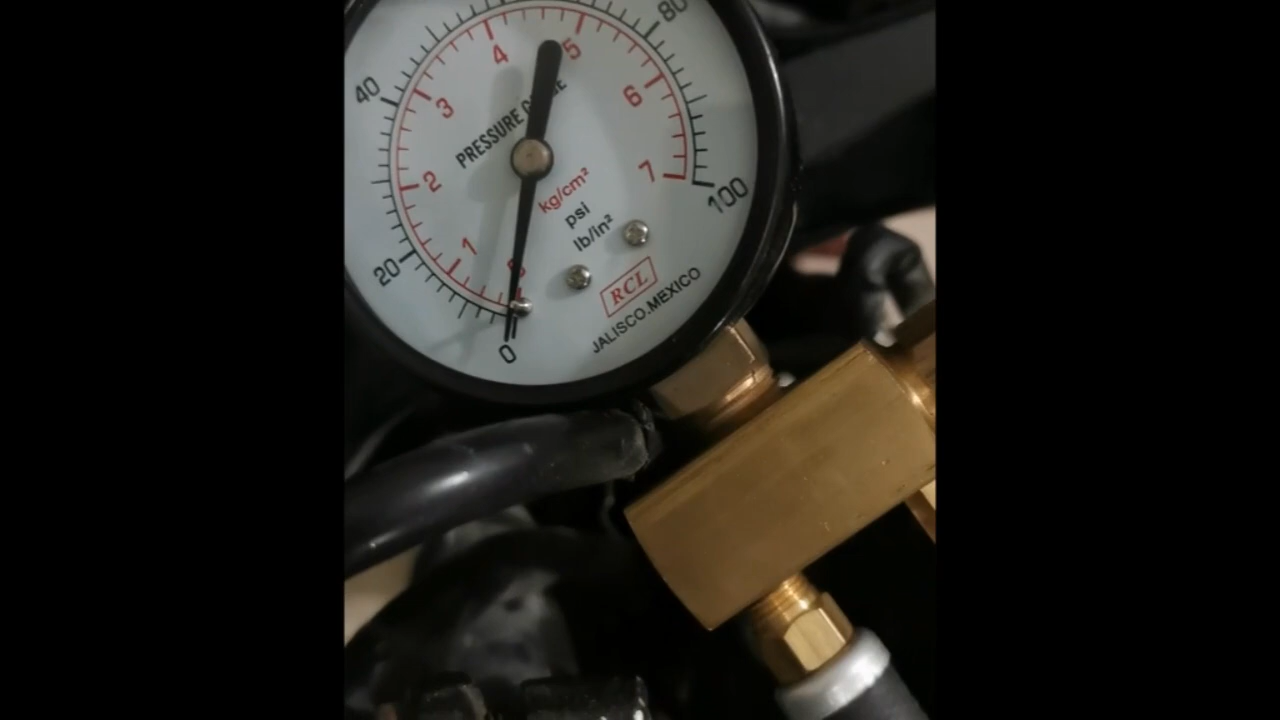 80
40
20
0
100
4
5
3
6
2
7
1
PRESSURE
kg/cm²
psi
lb/in²
RCL
JALISCO.MEXICO